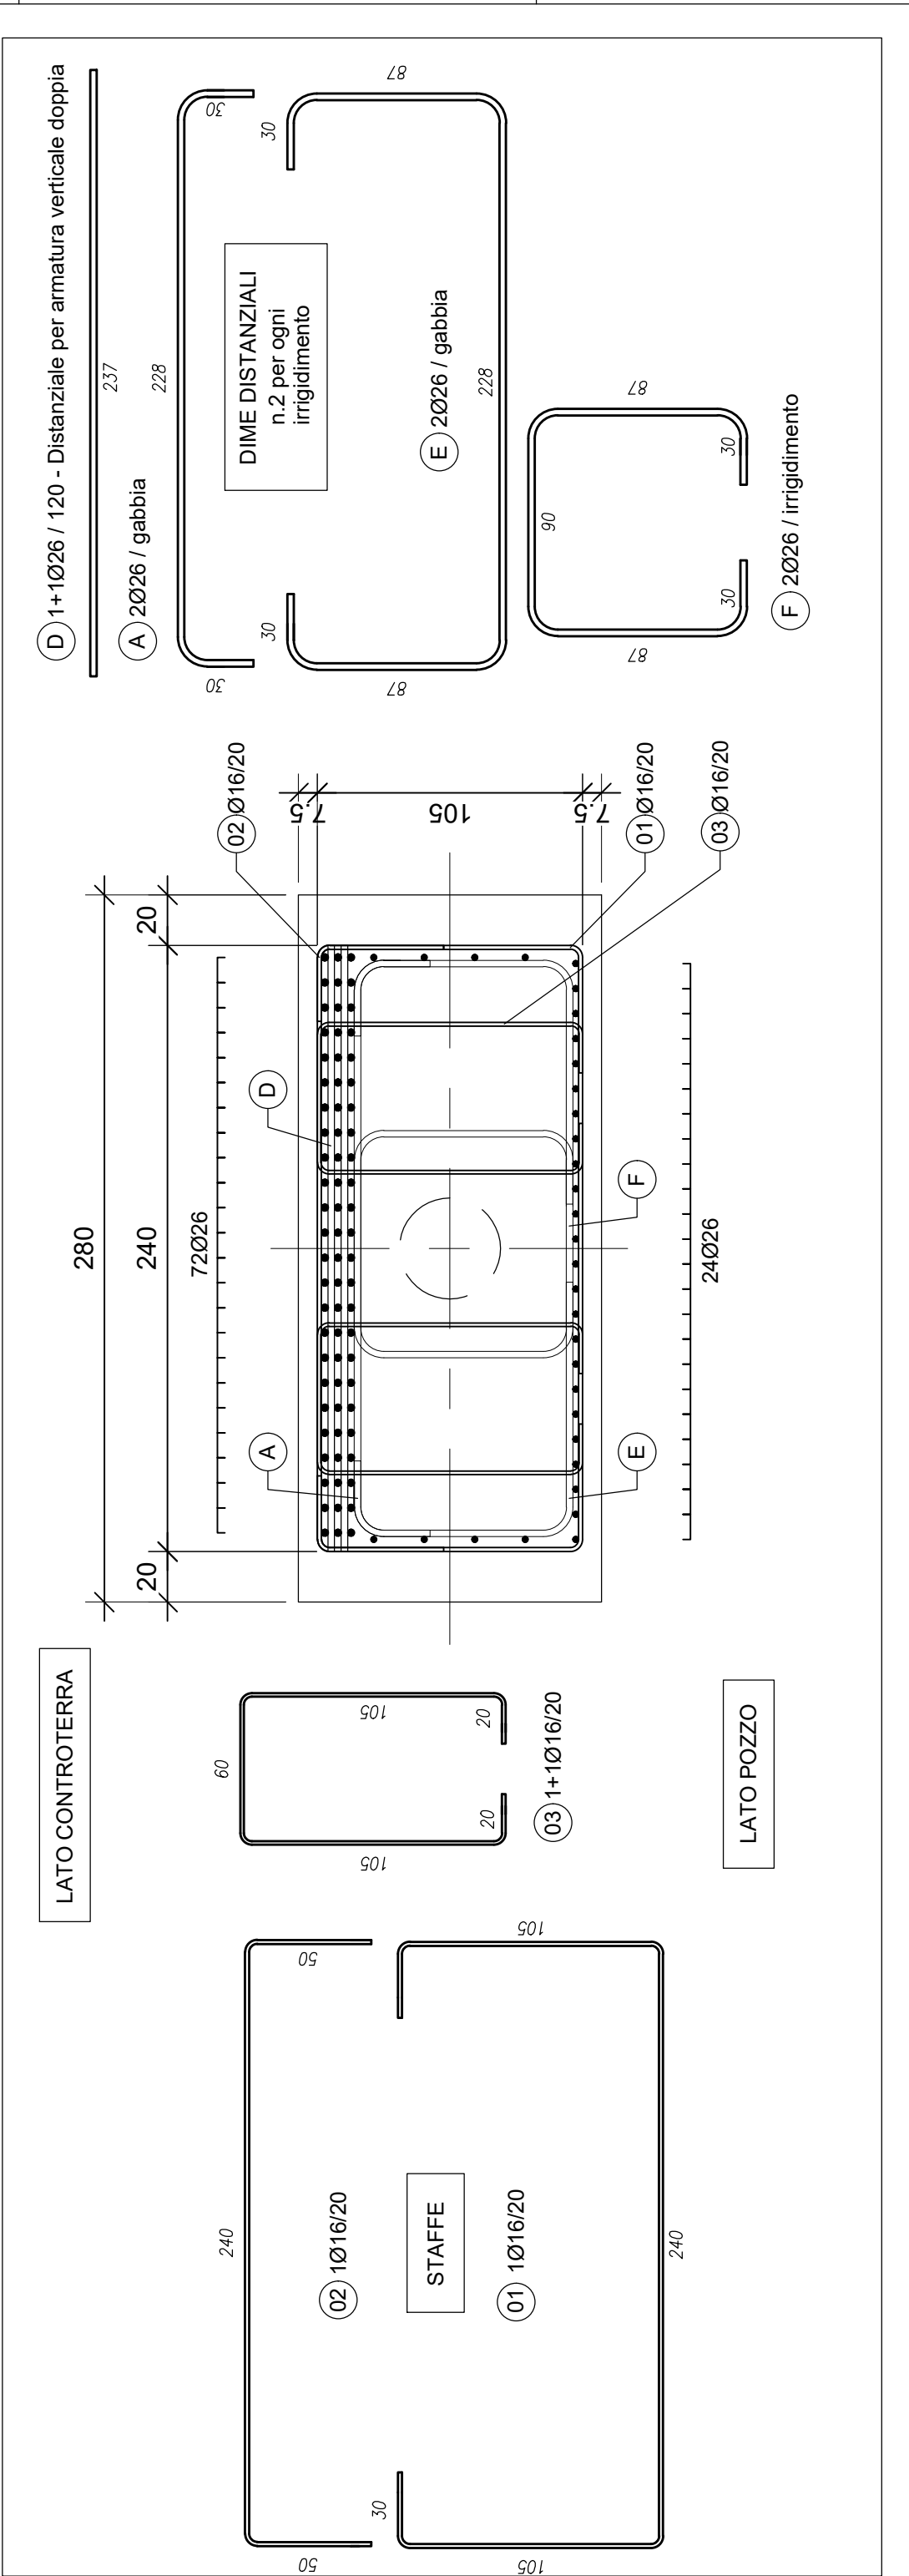 LATO CONTROTERRA
240
50
50
02 1Ø16/20
STAFFE
01 1Ø16/20
30
105
105
240
60
105
105
20
20
03 1+1Ø16/20
LATO POZZO
280
20
240
20
72Ø26
A
D
02 Ø16/20
7.5
105
7.5
01 Ø16/20
03 Ø16/20
E
F
24Ø26
D 1+1Ø26 / 120 - Distanziale per armatura verticale doppia
237
A 2Ø26 / gabbia
228
30
30
DIME DISTANZIALI
n.2 per ogni
irrigidimento
30
30
87
87
E 2Ø26 / gabbia
228
90
87
87
30
30
F 2Ø26 / irrigidimento